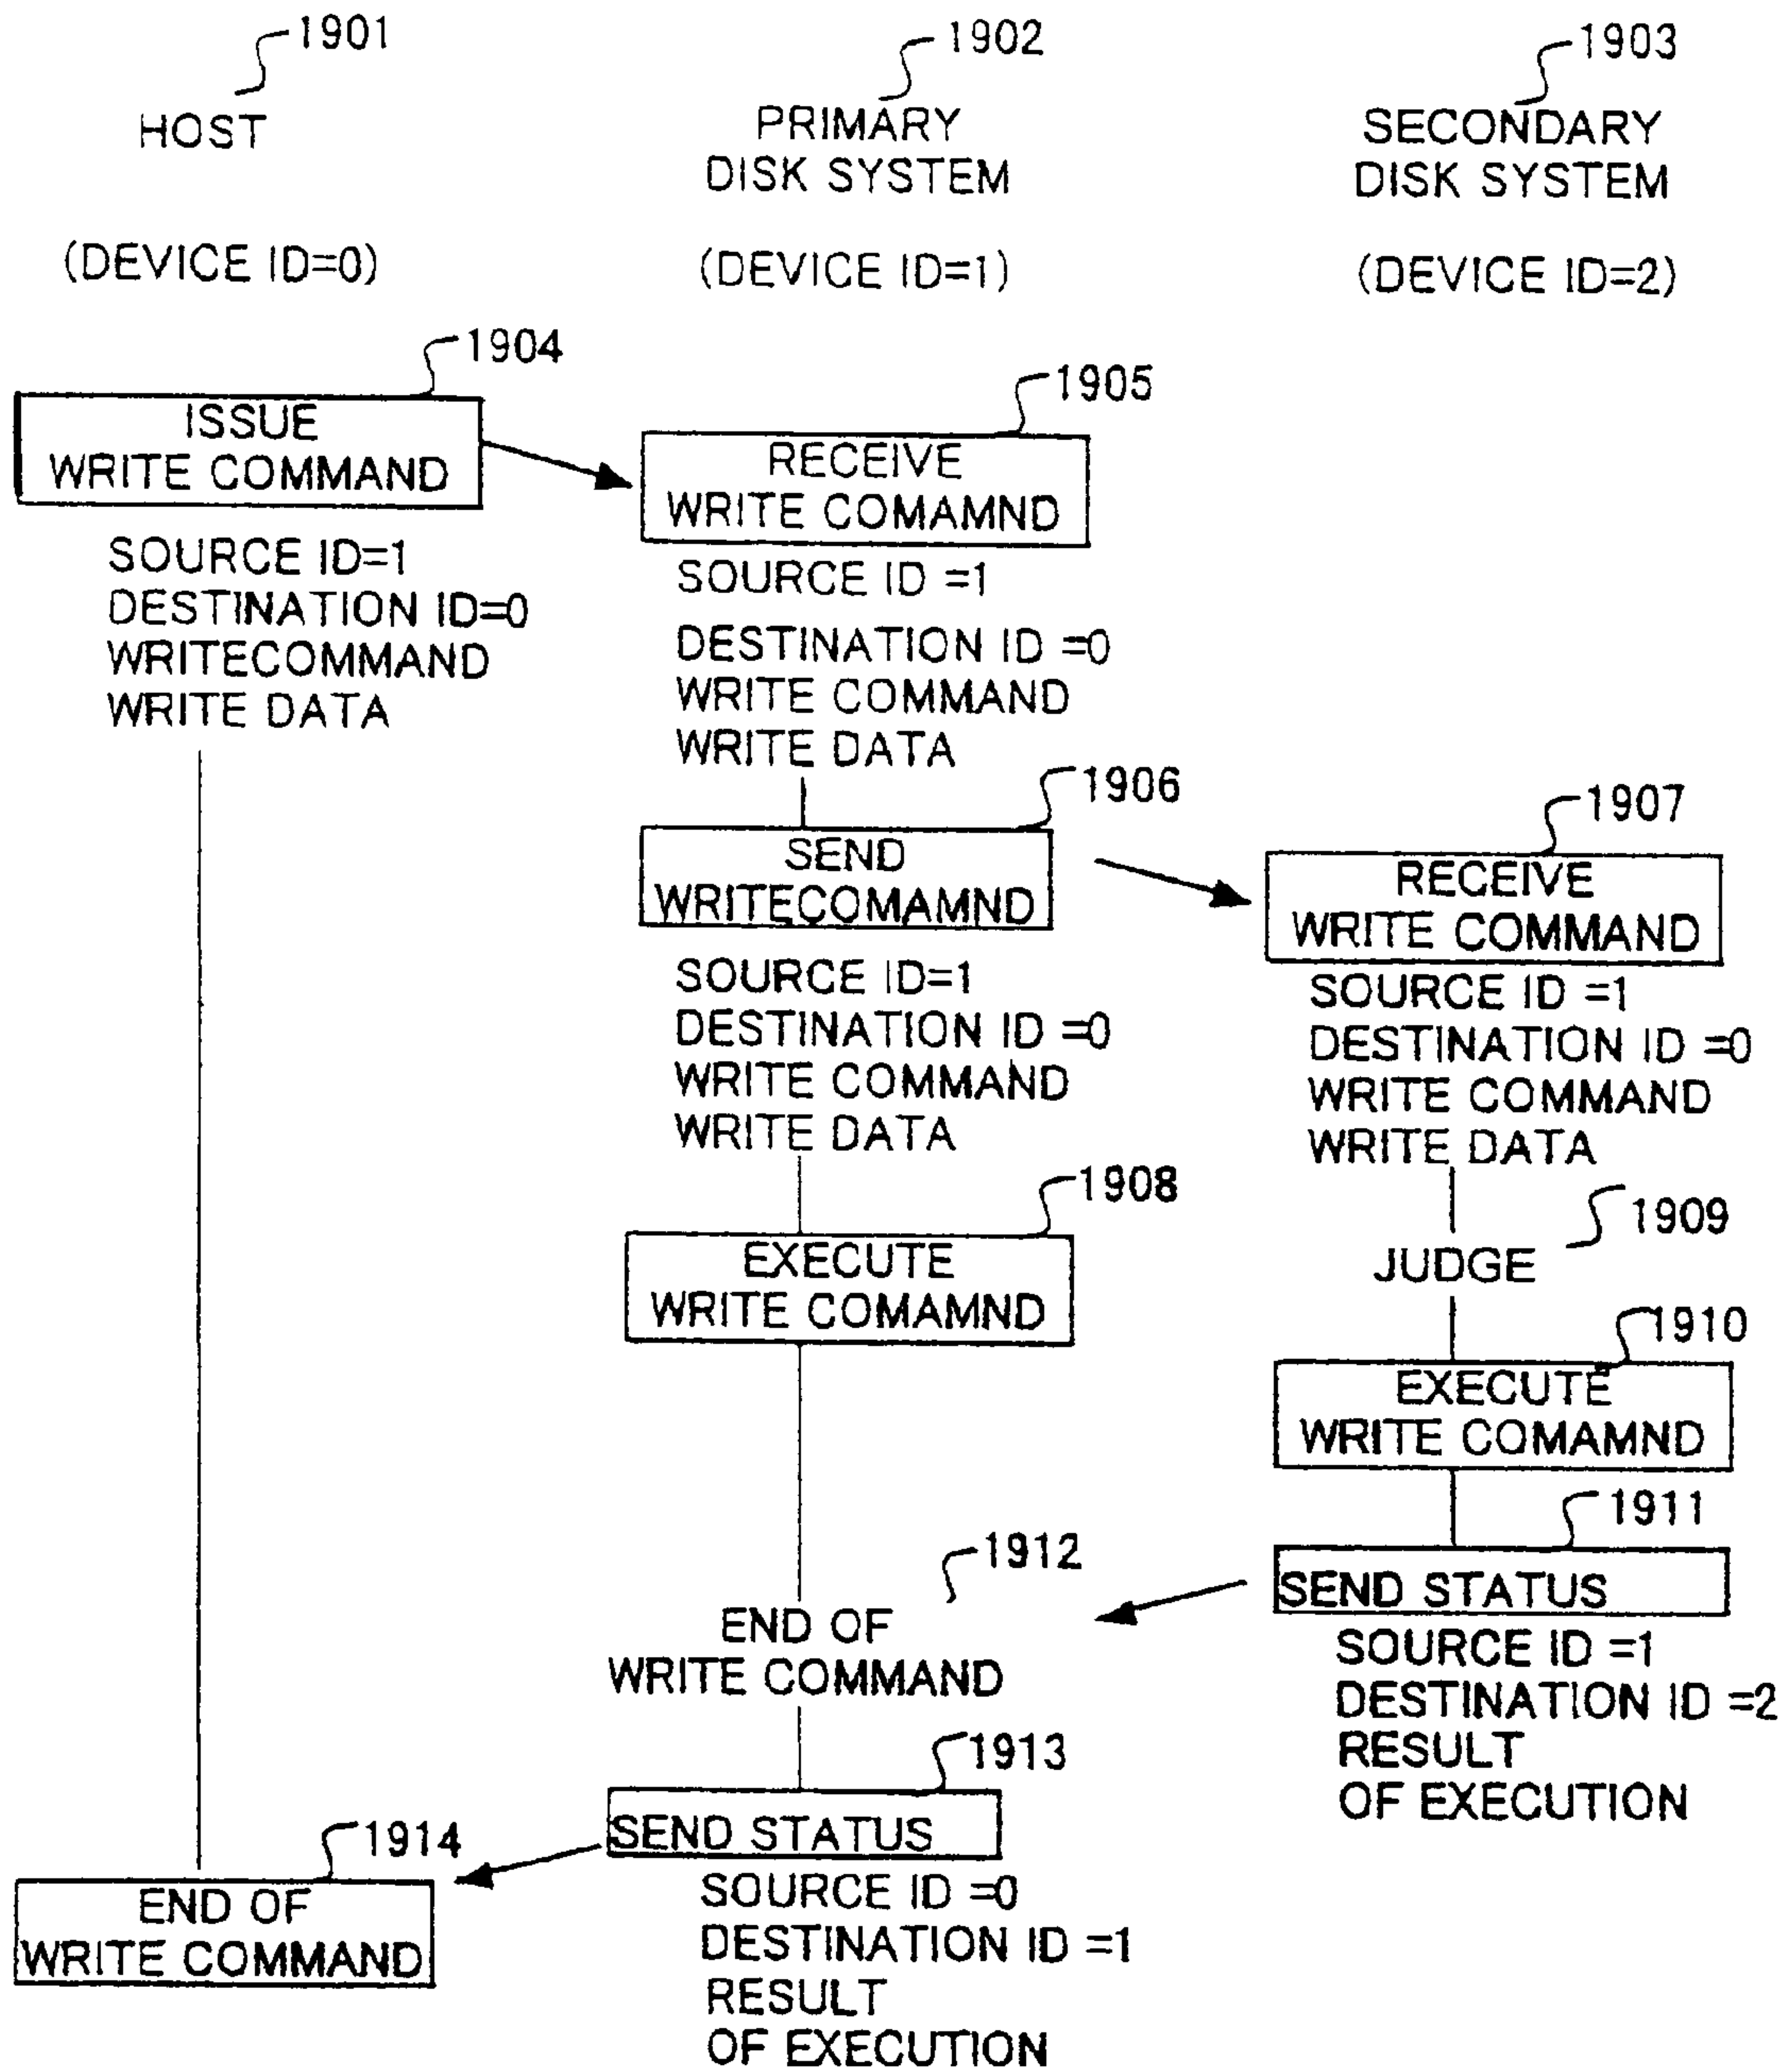 1901
1902
1903
HOST
PRIMARY
DISK SYSTEM
SECONDARY
DISK SYSTEM
(DEVICE ID=0)
(DEVICE ID=1)
(DEVICE ID=2)
1904
ISSUE
WRITE COMMAND
SOURCE ID=1
DESTINATION ID=0
WRITECOMMAND
WRITE DATA
1905
RECEIVE
WRITE COMAMND
SOURCE ID =1
DESTINATION ID =0
WRITE COMMAND
WRITE DATA
1906
SEND
WRITECOMAMND
SOURCE ID=1
DESTINATION ID =0
WRITE COMMAND
WRITE DATA
1907
RECEIVE
WRITE COMMAND
SOURCE ID =1
DESTINATION ID =0
WRITE COMMAND
WRITE DATA
1908
EXECUTE
WRITE COMAMND
1909
JUDGE
1910
EXECUTE
WRITE COMAMND
1911
SEND STATUS
SOURCE ID =1
DESTINATION ID =2
RESULT
OF EXECUTION
1912
END OF
WRITE COMMAND
1913
SEND STATUS
SOURCE ID =0
DESTINATION ID =1
RESULT
OF EXECUTION
1914
END OF
WRITE COMMAND